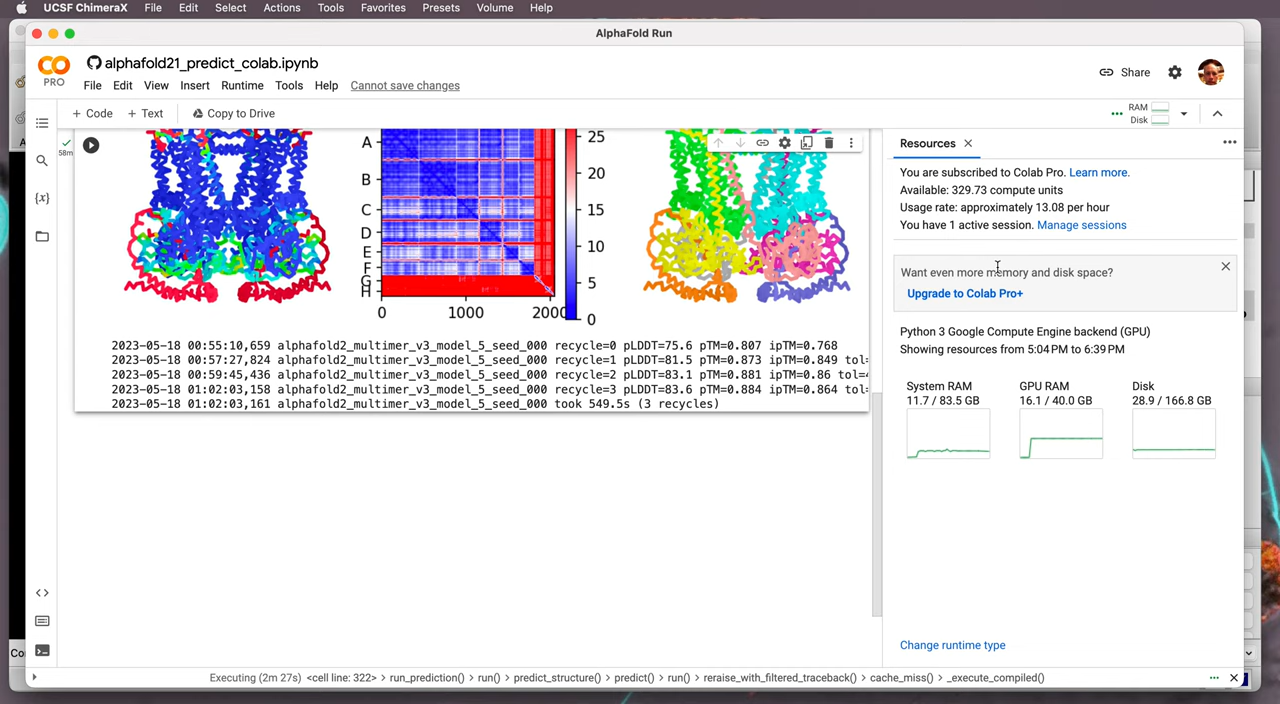 UCSF ChimeraX File Edit Select Actions Tools Favorites Presets Volume Help
AlphaFold Run
PRO
alphafold21_predict_colab.ipynb
Share
File Edit View Insert Runtime Tools Help Cannot save changes
+ Code + Text Copy to Drive
RAM
Disk
58m
A
B
C
D
E
F
G
H
0 1000 2000
25
20
15
10
5
0
2023-05-18 00:55:10,659 alphafold2_multimer_v3_model_5_seed_000 recycle=0 pLDDT=75.6 pTM=0.807 ipTM=0.768
2023-05-18 00:57:27,824 alphafold2_multimer_v3_model_5_seed_000 recycle=1 pLDDT=81.5 pTM=0.873 ipTM=0.849 tol=
2023-05-18 00:59:45,436 alphafold2_multimer_v3_model_5_seed_000 recycle=2 pLDDT=83.1 pTM=0.881 ipTM=0.86 tol=
2023-05-18 01:02:03,158 alphafold2_multimer_v3_model_5_seed_000 recycle=3 pLDDT=83.6 pTM=0.884 ipTM=0.864 tol=
2023-05-18 01:02:03,161 alphafold2_multimer_v3_model_5_seed_000 took 549.5s (3 recycles)
Resources
You are subscribed to Colab Pro. Learn more.
Available: 329.73 compute units
Usage rate: approximately 13.08 per hour
You have 1 active session. Manage sessions
Want even more memory and disk space?
Upgrade to Colab Pro+
Python 3 Google Compute Engine backend (GPU)
Showing resources from 5:04 PM to 6:39 PM
System RAM
11.7 / 83.5 GB
GPU RAM
16.1 / 40.0 GB
Disk
28.9 / 166.8 GB
Change runtime type
Co
Executing (2m 27s) <cell line: 322> > run_prediction() > run() > predict_structure() > predict() > run() > reraise_with_filtered_traceback() > cache_miss() > _execute_compiled()